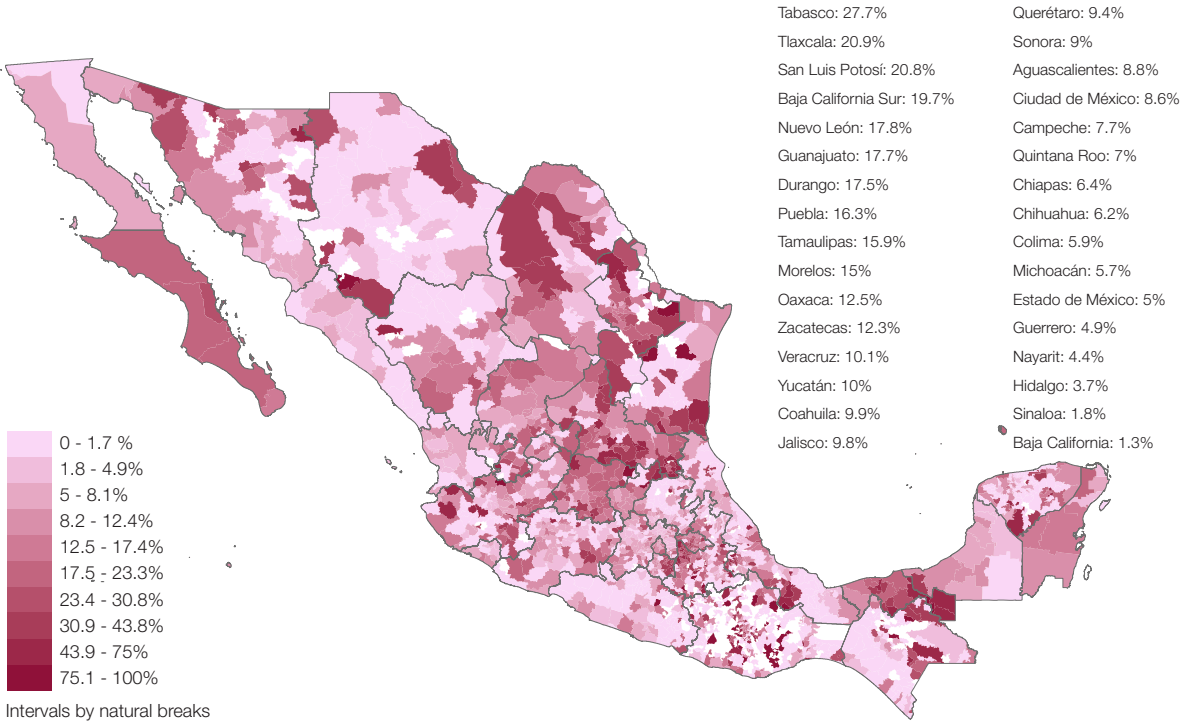 Tabasco: 27.7%
Tlaxcala: 20.9%
San Luis Potosí: 20.8%
Baja California Sur: 19.7%
Nuevo León: 17.8%
Guanajuato: 17.7%
Durango: 17.5%
Puebla: 16.3%
Tamaulipas: 15.9%
Morelos: 15%
Oaxaca: 12.5%
Zacatecas: 12.3%
Veracruz: 10.1%
Yucatán: 10%
Coahuila: 9.9%
Jalisco: 9.8%
Querétaro: 9.4%
Sonora: 9%
Aguascalientes: 8.8%
Ciudad de México: 8.6%
Campeche: 7.7%
Quintana Roo: 7%
Chiapas: 6.4%
Chihuahua: 6.2%
Colima: 5.9%
Michoacán: 5.7%
Estado de México: 5%
Guerrero: 4.9%
Nayarit: 4.4%
Hidalgo: 3.7%
Sinaloa: 1.8%
Baja California: 1.3%
0 - 1.7 %
1.8 - 4.9%
5 - 8.1%
8.2 - 12.4%
12.5 - 17.4%
17.5 - 23.3%
23.4 - 30.8%
30.9 - 43.8%
43.9 - 75%
75.1 - 100%
Intervals by natural breaks